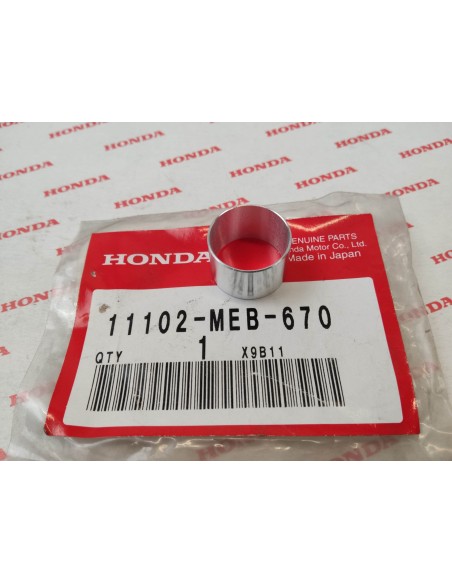 HONDA
GENUINE PARTS
Honda Motor Co., Ltd.
Made in Japan
11102-MEB-670
QTY 1 X9B11